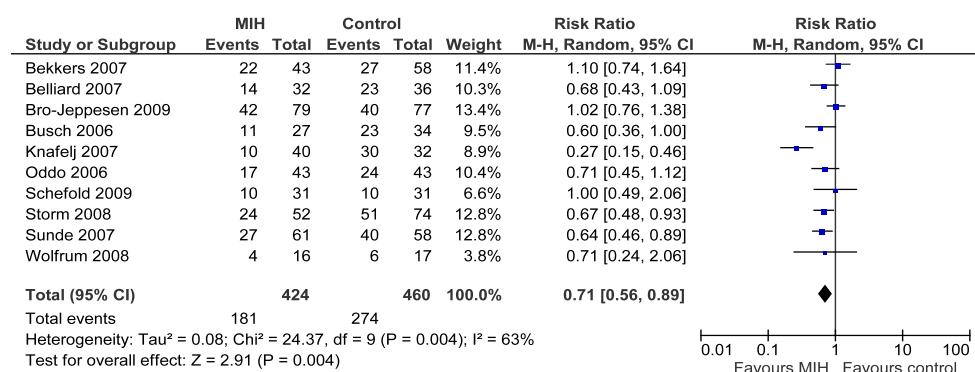 MIH Control Risk Ratio Risk Ratio
Study or Subgroup Events Total Events Total Weight M-H, Random, 95% CI M-H, Random, 95% CI
Bekkers 2007 22 43 27 58 11.4% 1.10 [0.74, 1.64]
Belliard 2007 14 32 23 36 10.3% 0.68 [0.43, 1.09]
Bro-Jeppesen 2009 42 79 40 77 13.4% 1.02 [0.76, 1.38]
Busch 2006 11 27 23 34 9.5% 0.60 [0.36, 1.00]
Knafelj 2007 10 40 30 32 8.9% 0.27 [0.15, 0.46]
Oddo 2006 17 43 24 43 10.4% 0.71 [0.45, 1.12]
Schefold 2009 10 31 10 31 6.6% 1.00 [0.49, 2.06]
Storm 2008 24 52 51 74 12.8% 0.67 [0.48, 0.93]
Sunde 2007 27 61 40 58 12.8% 0.64 [0.46, 0.89]
Wolfrum 2008 4 16 6 17 3.8% 0.71 [0.24, 2.06]
Total (95% CI) 424 460 100.0% 0.71 [0.56, 0.89]
Total events 181 274
Heterogeneity: Tau² = 0.08; Chi² = 24.37, df = 9 (P = 0.004); I² = 63%
Test for overall effect: Z = 2.91 (P = 0.004)
0.01 0.1 1 10 100
Favours MIH Favours control